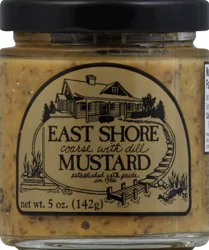 EAST SHORE
coarse with dill
MUSTARD
established with pride
net wt. 5 oz. (142g)